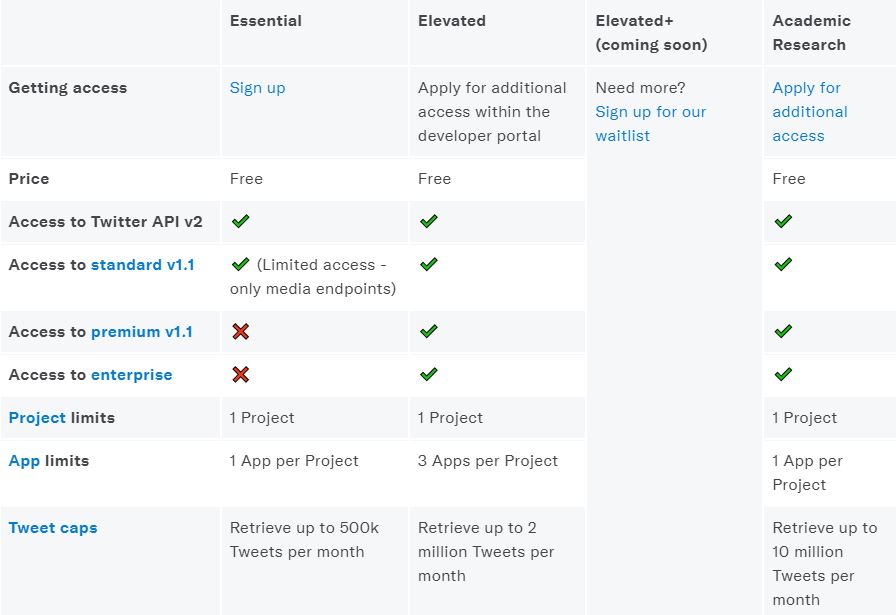 Essential
Elevated
Elevated+
(coming soon)
Academic
Research
Getting access
Sign up
Apply for additional
access within the
developer portal
Need more?
Sign up for our
waitlist
Apply for
additional
access
Price
Free
Free
Free
Access to Twitter API v2
Access to standard v1.1
(Limited access -
only media endpoints)
Access to premium v1.1
Access to enterprise
Project limits
1 Project
1 Project
1 Project
App limits
1 App per Project
3 Apps per Project
1 App per
Project
Tweet caps
Retrieve up to 500k
Tweets per month
Retrieve up to 2
million Tweets per
month
Retrieve up to
10 million
Tweets per
month